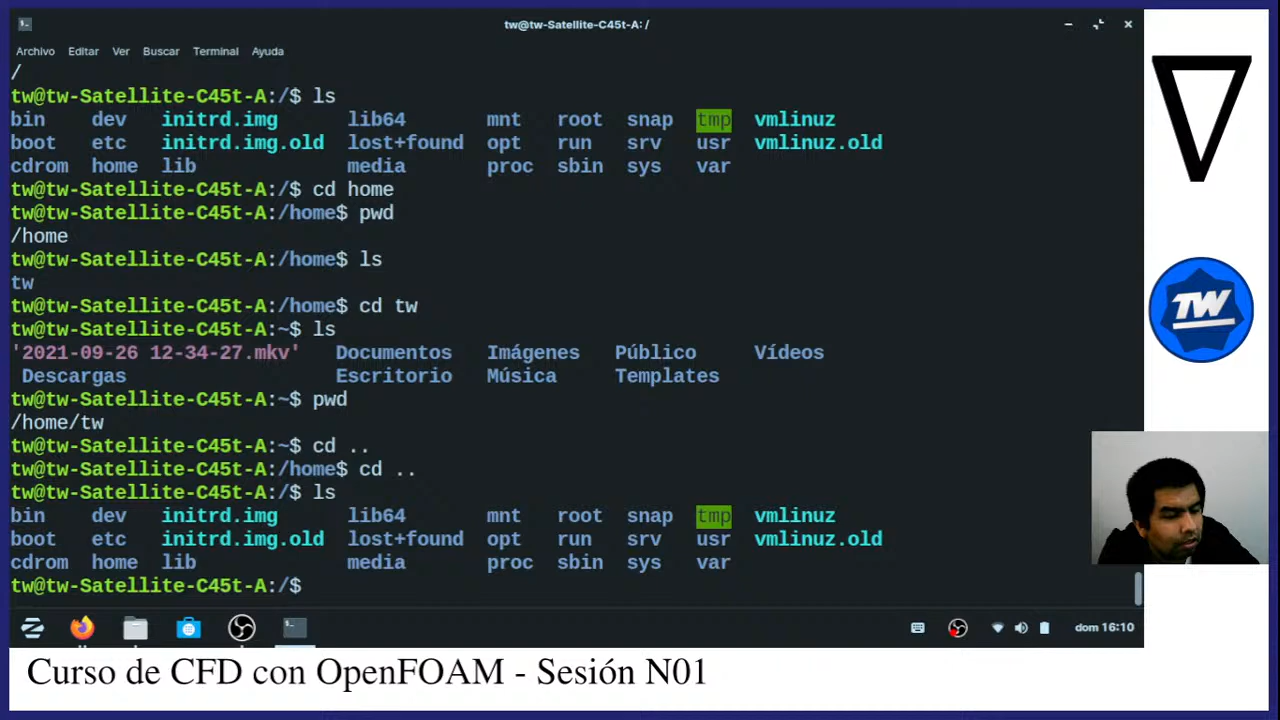 tw@tw-Satellite-C45t-A: /
Archivo Editar Ver Buscar Terminal Ayuda
/
tw@tw-Satellite-C45t-A:/$ ls
bin dev initrd.img lib64 mnt root snap tmp vmlinuz
boot etc initrd.img.old lost+found opt run srv usr vmlinuz.old
cdrom home lib media proc sbin sys var
tw@tw-Satellite-C45t-A:/$ cd home
tw@tw-Satellite-C45t-A:/home$ pwd
/home
tw@tw-Satellite-C45t-A:/home$ ls
tw
tw@tw-Satellite-C45t-A:/home$ cd tw
tw@tw-Satellite-C45t-A:~$ ls
'2021-09-26 12-34-27.mkv' Documentos Imágenes Público Vídeos
Descargas Escritorio Música Templates
tw@tw-Satellite-C45t-A:~$ pwd
/home/tw
tw@tw-Satellite-C45t-A:~$ cd ..
tw@tw-Satellite-C45t-A:/home$ cd ..
tw@tw-Satellite-C45t-A:/$ ls
bin dev initrd.img lib64 mnt root snap tmp vmlinuz
boot etc initrd.img.old lost+found opt run srv usr vmlinuz.old
cdrom home lib media proc sbin sys var
tw@tw-Satellite-C45t-A:/$
TW
dom 16:10
Curso de CFD con OpenFOAM - Sesión N01